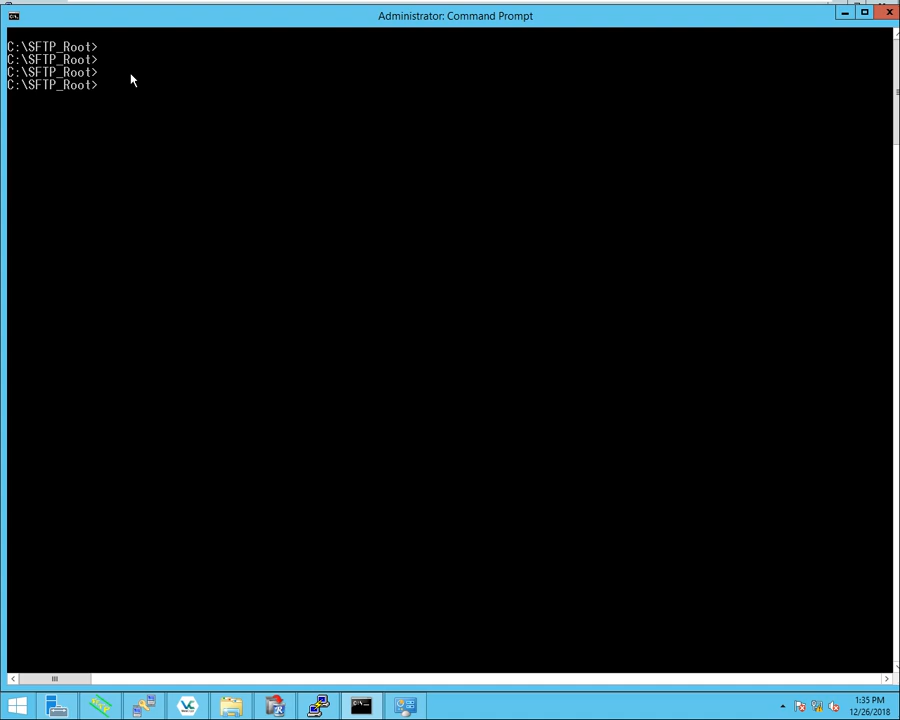 Administrator: Command Prompt
C:\SFTP_Root>
C:\SFTP_Root>
C:\SFTP_Root>
C:\SFTP_Root>
1:35 PM
12/26/2018